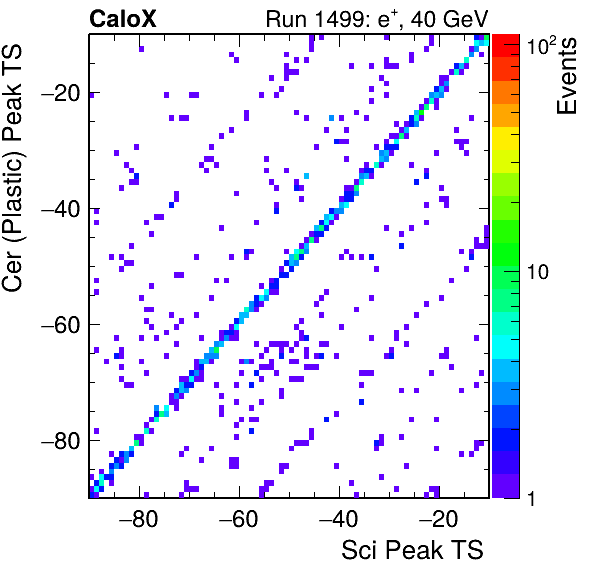 CaloX Run 1499: e⁺, 40 GeV
Cer (Plastic) Peak TS
−20
−40
−60
−80
−80 −60 −40 −20
Sci Peak TS
10²
10
1
Events